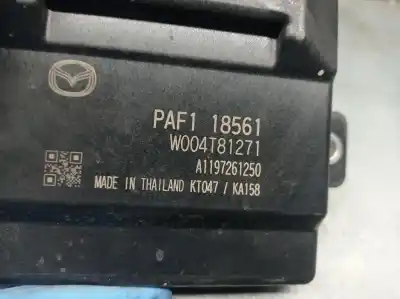 PAF1 18561
W004T81271
A1197261250
MADE IN THAILAND KT047 / KA158